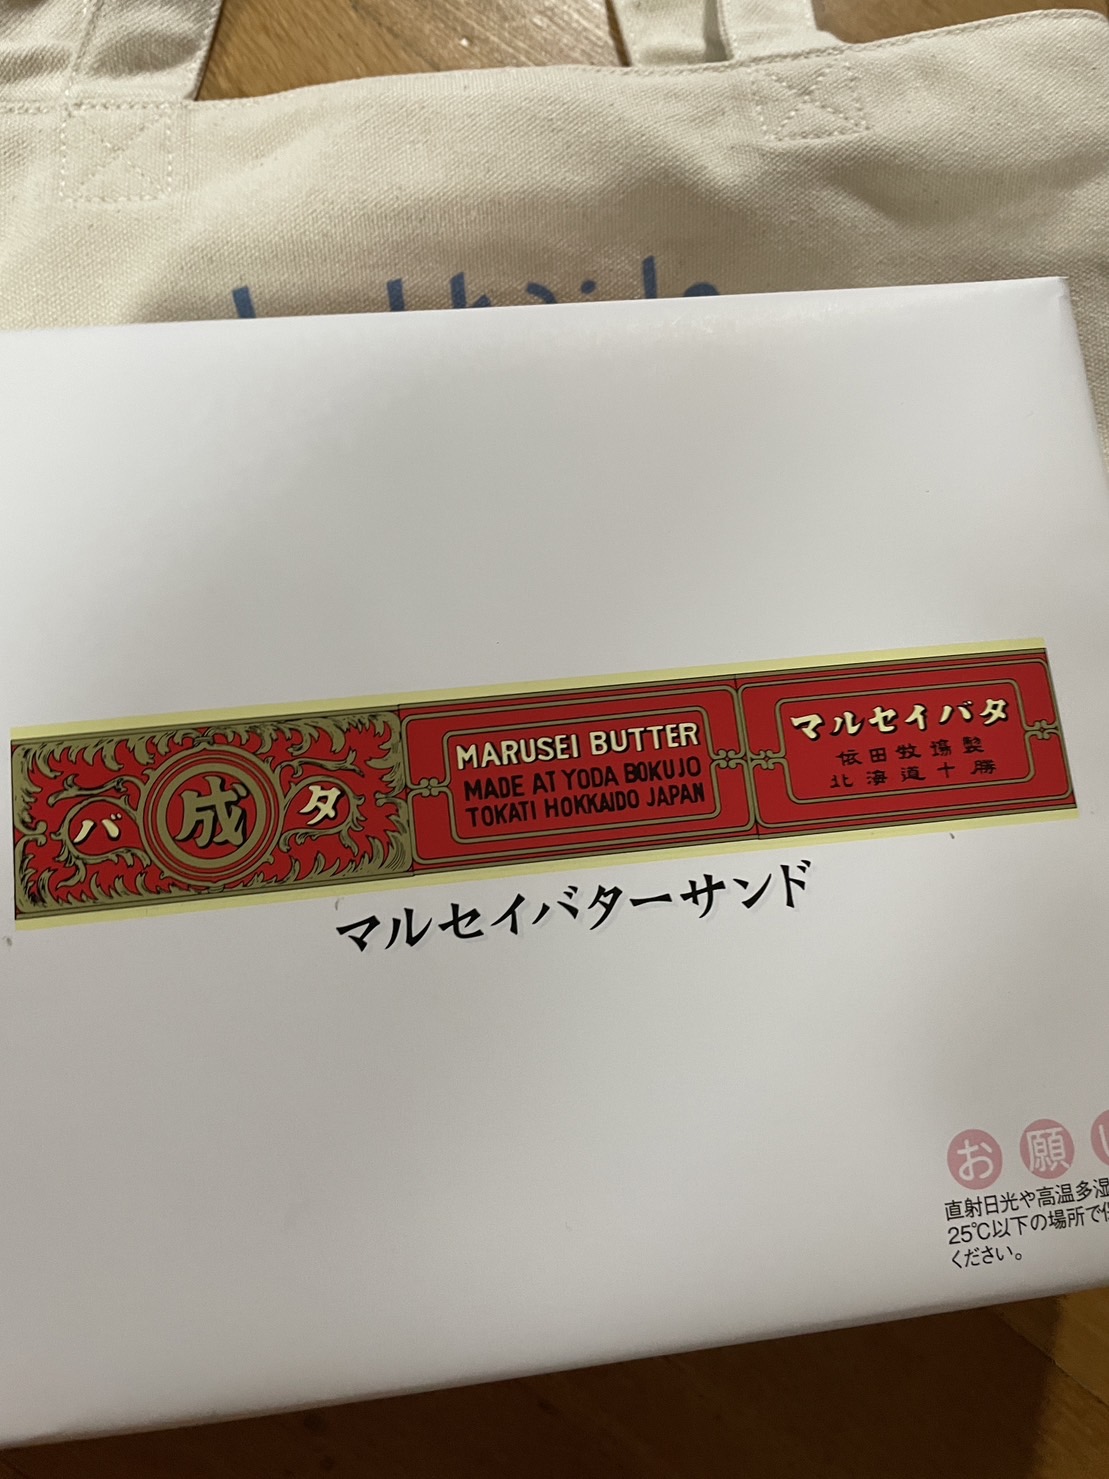 バ 成 タ
MARUSEI BUTTER
MADE AT YODA BOKUJO
TOKATI HOKKAIDO JAPAN
マルセイバタ
依田牧場製
北海道十勝
マルセイバターサンド
お願い
直射日光や高温多湿
25℃以下の場所で
ください。